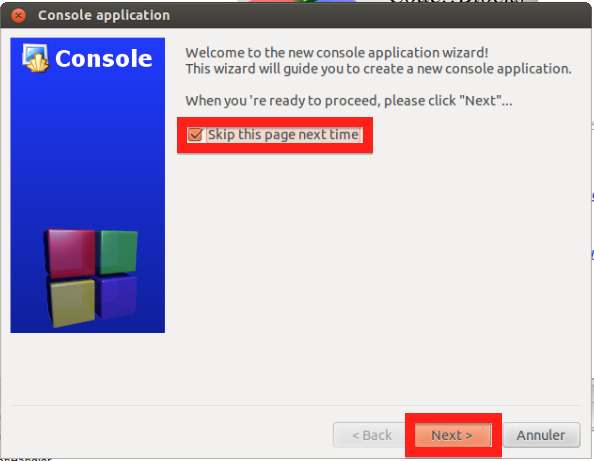 Console application
Console
Welcome to the new console application wizard!
This wizard will guide you to create a new console application.
When you 're ready to proceed, please click "Next"...
Skip this page next time
< Back
Next >
Annuler